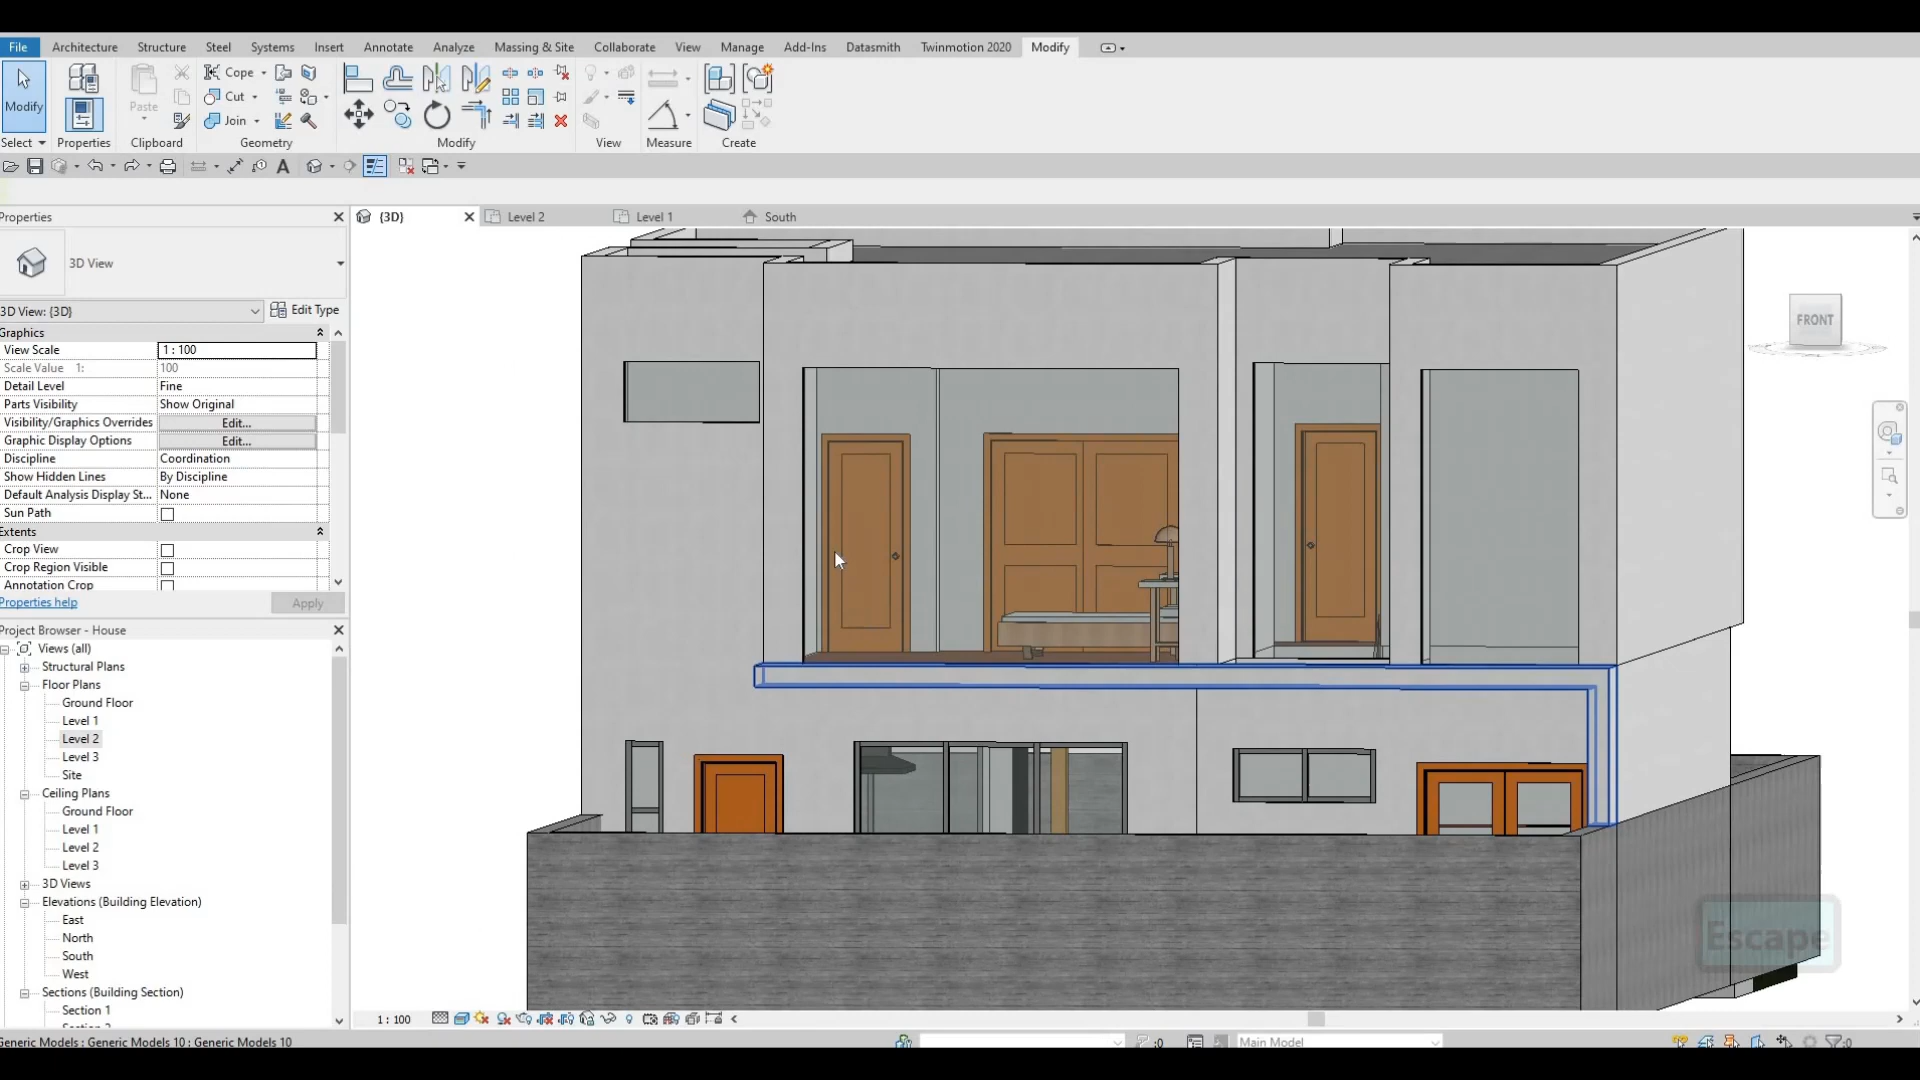 File Architecture Structure Steel Systems Insert Annotate Analyze Massing & Site Collaborate View Manage Add-Ins Datasmith Twinmotion 2020 Modify
Modify Paste Cope Cut Join
Select Properties Clipboard Geometry Modify View Measure Create
Properties
{3D} Level 2 Level 1 South
3D View
3D View: {3D} Edit Type
Graphics
View Scale 1 : 100
Scale Value 1: 100
Detail Level Fine
Parts Visibility Show Original
Visibility/Graphics Overrides Edit...
Graphic Display Options Edit...
Discipline Coordination
Show Hidden Lines By Discipline
Default Analysis Display St... None
Sun Path
Extents
Crop View
Crop Region Visible
Annotation Crop
Properties help Apply
Project Browser - House
Views (all)
Structural Plans
Floor Plans
Ground Floor
Level 1
Level 2
Level 3
Site
Ceiling Plans
Ground Floor
Level 1
Level 2
Level 3
3D Views
Elevations (Building Elevation)
East
North
South
West
Sections (Building Section)
Section 1
FRONT
Escape
1 : 100
Generic Models : Generic Models 10 : Generic Models 10
:0 Main Model :0